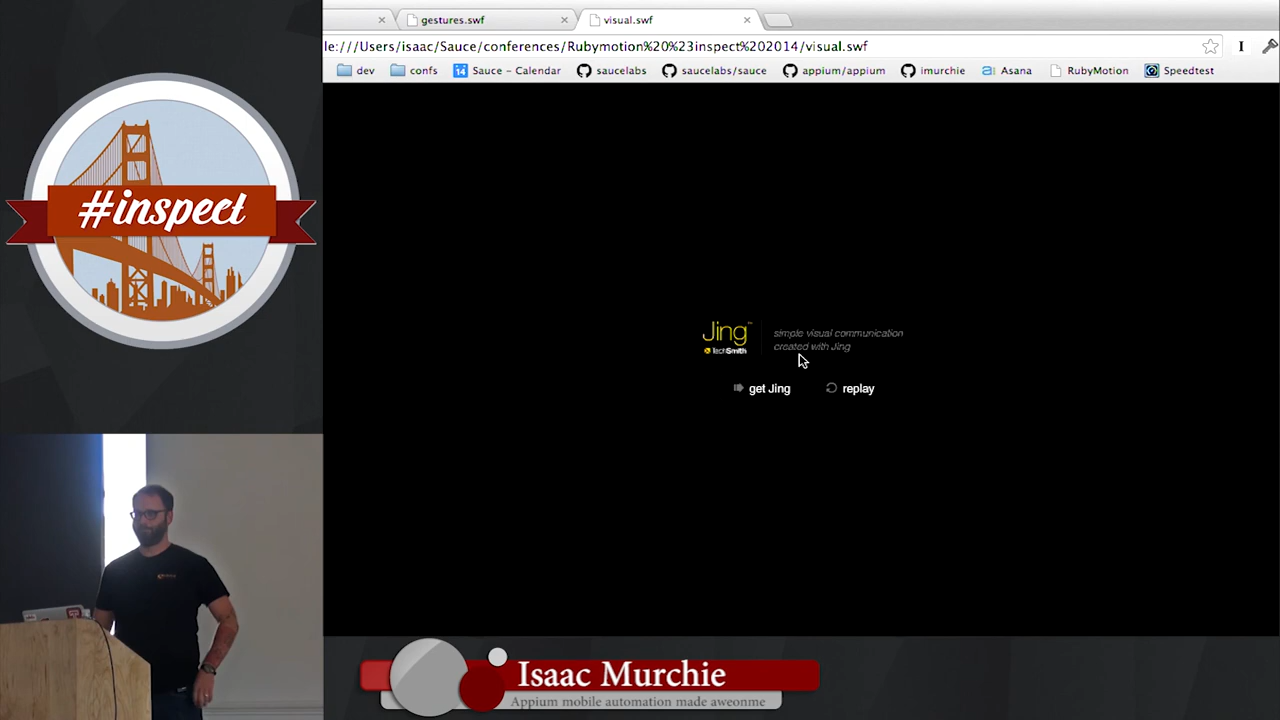 gestures.swf
visual.swf
le:///Users/isaac/Sauce/conferences/Rubymotion%20%23inspect%202014/visual.swf
dev
confs
14
Sauce - Calendar
saucelabs
saucelabs/sauce
appium/appium
imurchie
Asana
RubyMotion
Speedtest
#inspect
Jing™
TechSmith
simple visual communication
created with Jing
get Jing
replay
Isaac Murchie
Appium mobile automation made aweonme